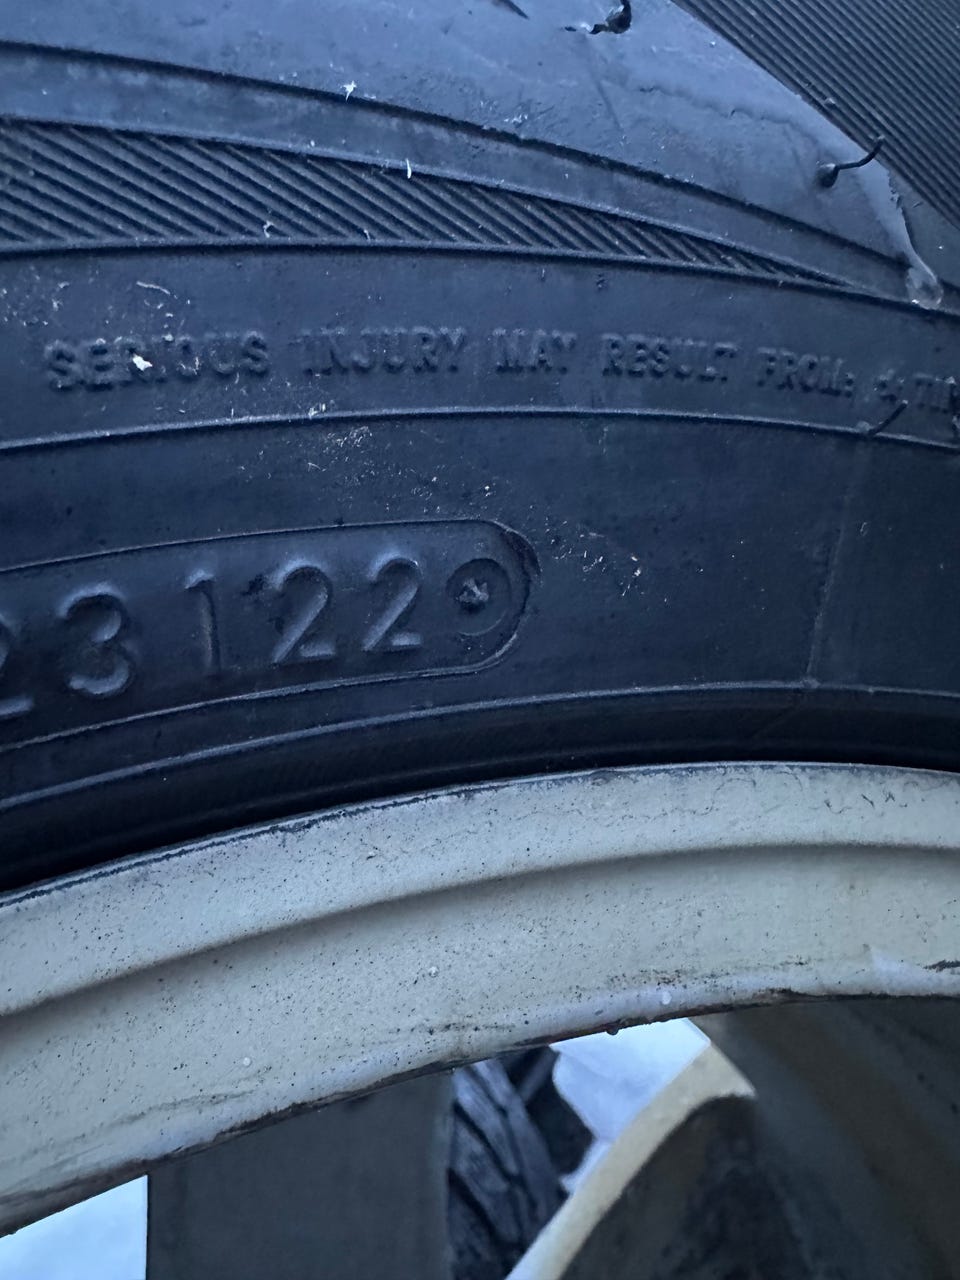 SERIOUS INJURY MAY RESULT FROM:
23122